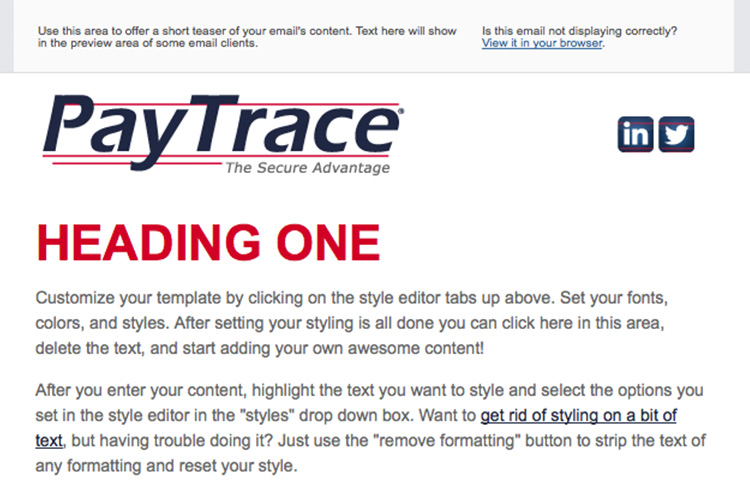 Use this area to offer a short teaser of your email's content. Text here will show
in the preview area of some email clients.
Is this email not displaying correctly?
View it in your browser.
PayTrace®
The Secure Advantage
in
HEADING ONE
Customize your template by clicking on the style editor tabs up above. Set your fonts,
colors, and styles. After setting your styling is all done you can click here in this area,
delete the text, and start adding your own awesome content!
After you enter your content, highlight the text you want to style and select the options you
set in the style editor in the "styles" drop down box. Want to get rid of styling on a bit of
text, but having trouble doing it? Just use the "remove formatting" button to strip the text of
any formatting and reset your style.